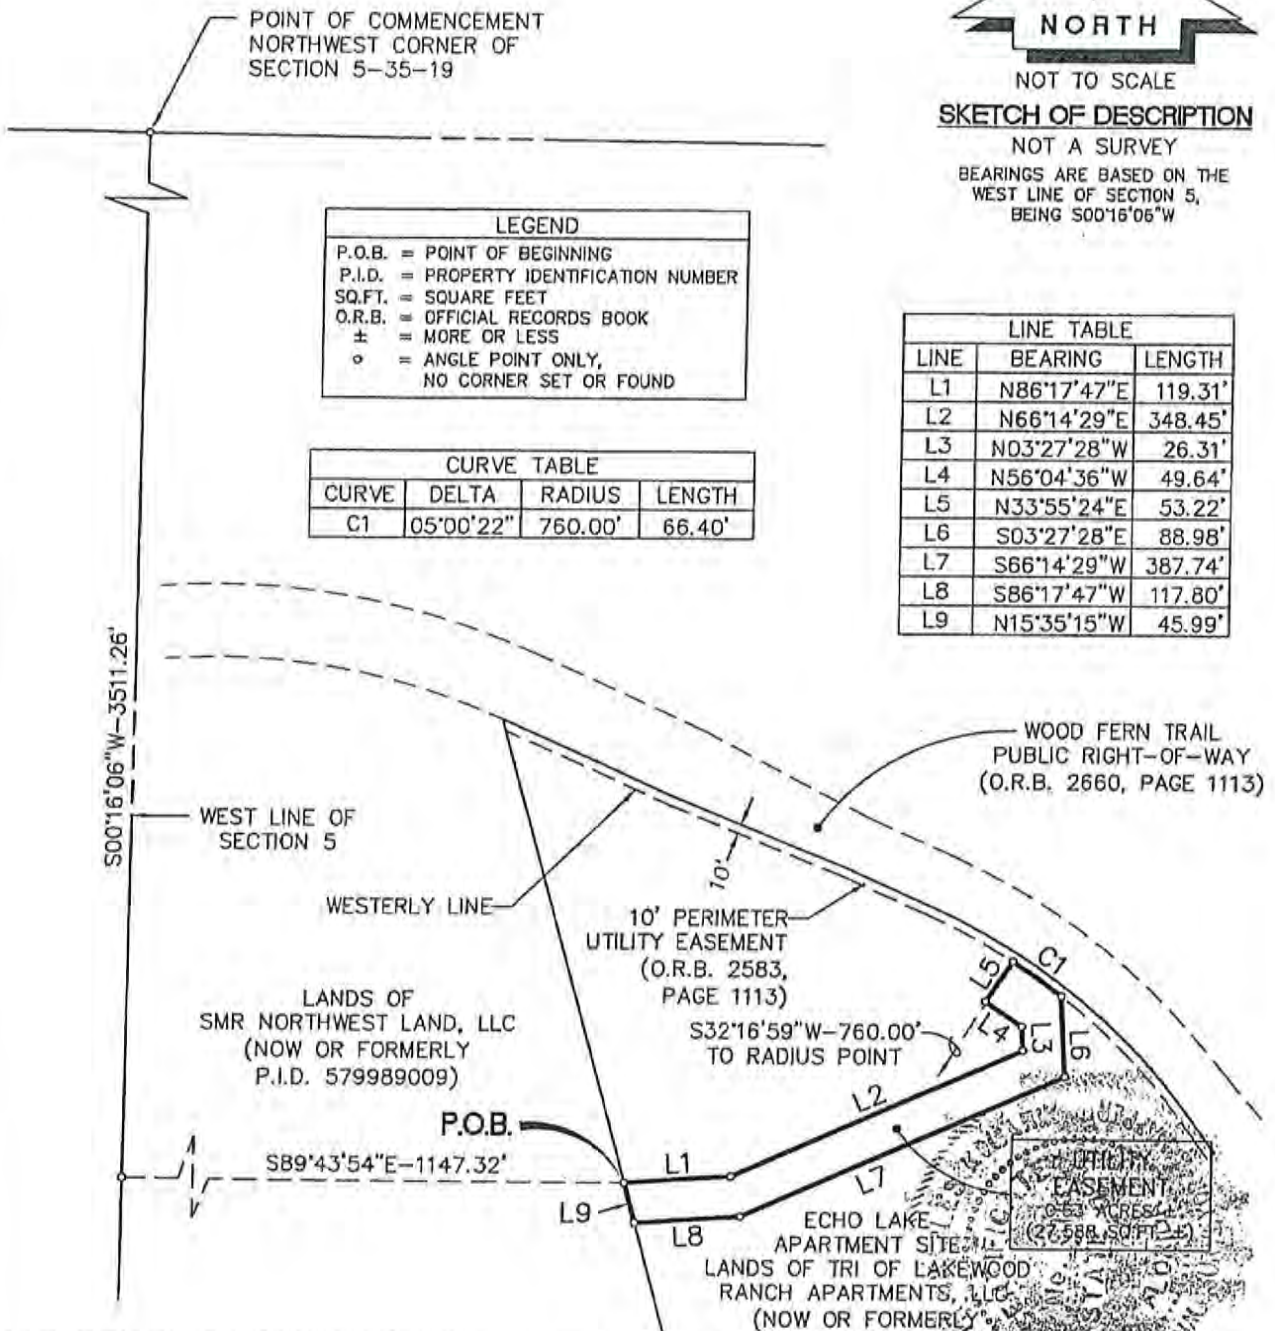 POINT OF COMMENCEMENT
NORTHWEST CORNER OF
SECTION 5-35-19
NORTH
NOT TO SCALE
SKETCH OF DESCRIPTION
NOT A SURVEY
BEARINGS ARE BASED ON THE
WEST LINE OF SECTION 5,
BEING S00°16'06"W
LEGEND
P.O.B. = POINT OF BEGINNING
P.I.D. = PROPERTY IDENTIFICATION NUMBER
SQ.FT. = SQUARE FEET
O.R.B. = OFFICIAL RECORDS BOOK
± = MORE OR LESS
o = ANGLE POINT ONLY,
NO CORNER SET OR FOUND
LINE TABLE
LINE BEARING LENGTH
L1 N86°17'47"E 119.31'
L2 N66°14'29"E 348.45'
L3 N03°27'28"W 26.31'
L4 N56°04'36"W 49.64'
L5 N33°55'24"E 53.22'
L6 S03°27'28"E 88.98'
L7 S66°14'29"W 387.74'
L8 S86°17'47"W 117.80'
L9 N15°35'15"W 45.99'
CURVE TABLE
CURVE DELTA RADIUS LENGTH
C1 05°00'22" 760.00' 66.40'
S00°16'06"W-3511.26'
WEST LINE OF
SECTION 5
WOOD FERN TRAIL
PUBLIC RIGHT-OF-WAY
(O.R.B. 2660, PAGE 1113)
WESTERLY LINE
10'
10' PERIMETER
UTILITY EASEMENT
(O.R.B. 2583,
PAGE 1113)
LANDS OF
SMR NORTHWEST LAND, LLC
(NOW OR FORMERLY
P.I.D. 579989009)
S32°16'59"W-760.00'
TO RADIUS POINT
L5
C1
L4
L3
L6
L2
P.O.B.
S89°43'54"E-1147.32'
L1
L7
L9
L8
UTILITY
EASEMENT
0.63 ACRES ±
SQ.FT. ±)
ECHO LAKE
APARTMENT SITE
LANDS OF TRI OF LAKEWOOD
RANCH APARTMENTS, LLC
(NOW OR FORMERLY